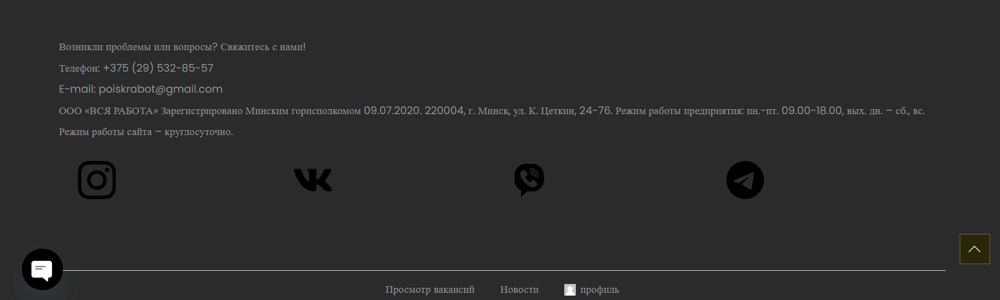 Возникли проблемы или вопросы? Свяжитесь с нами!
Телефон: +375 (29) 532-85-57
E-mail: poiskrabot@gmail.com
ООО «ВСЯ РАБОТА» Зарегистрировано Минским горисполкомом 09.07.2020. 220004, г. Минск, ул. К. Цеткин, 24-76. Режим работы предприятия: пн.-пт. 09.00-18.00, вых. дн. – сб., вс.
Режим работы сайта – круглосуточно.
Просмотр вакансий Новости профиль